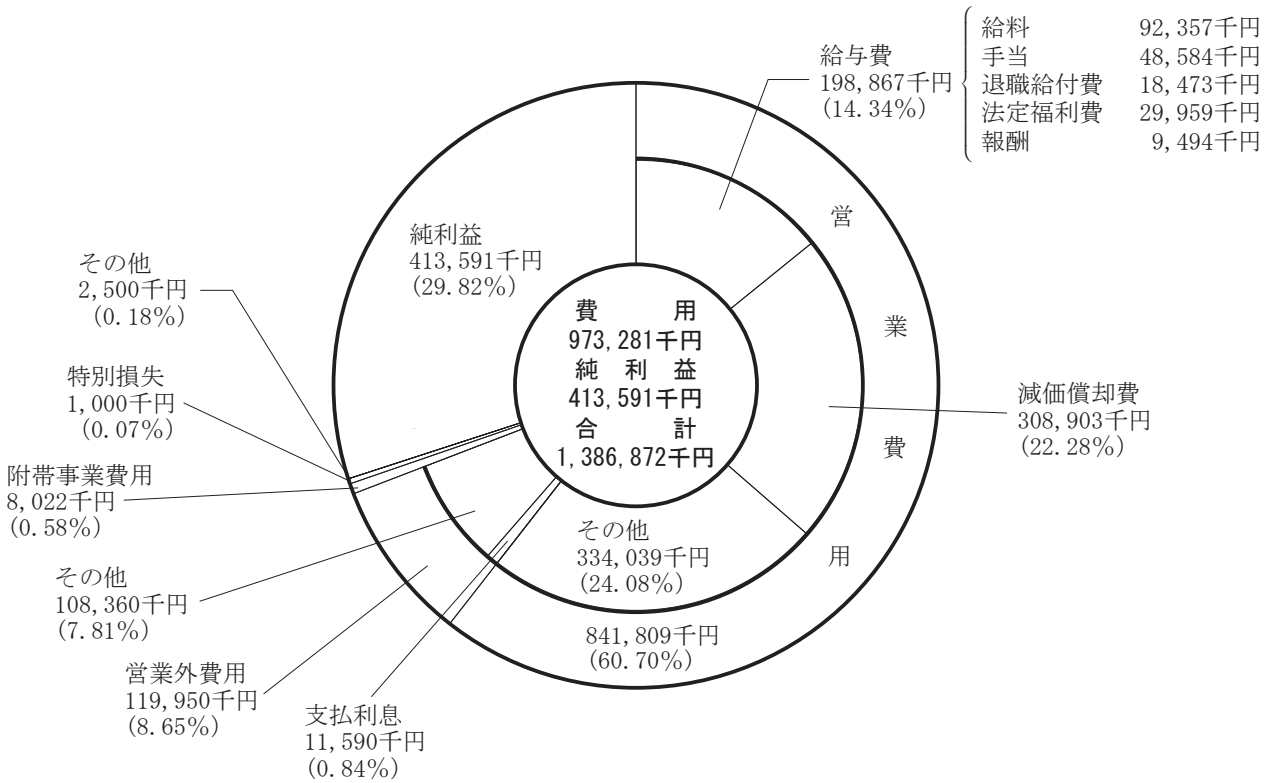 給与費
198,867千円
(14.34%)
給料 92,357千円
手当 48,584千円
退職給付費 18,473千円
法定福利費 29,959千円
報酬 9,494千円
営
業
費
用
841,809千円
(60.70%)
減価償却費
308,903千円
(22.28%)
その他
334,039千円
(24.08%)
費 用
973,281千円
純 利 益
413,591千円
合 計
1,386,872千円
純利益
413,591千円
(29.82%)
その他
2,500千円
(0.18%)
特別損失
1,000千円
(0.07%)
附帯事業費用
8,022千円
(0.58%)
その他
108,360千円
(7.81%)
営業外費用
119,950千円
(8.65%)
支払利息
11,590千円
(0.84%)